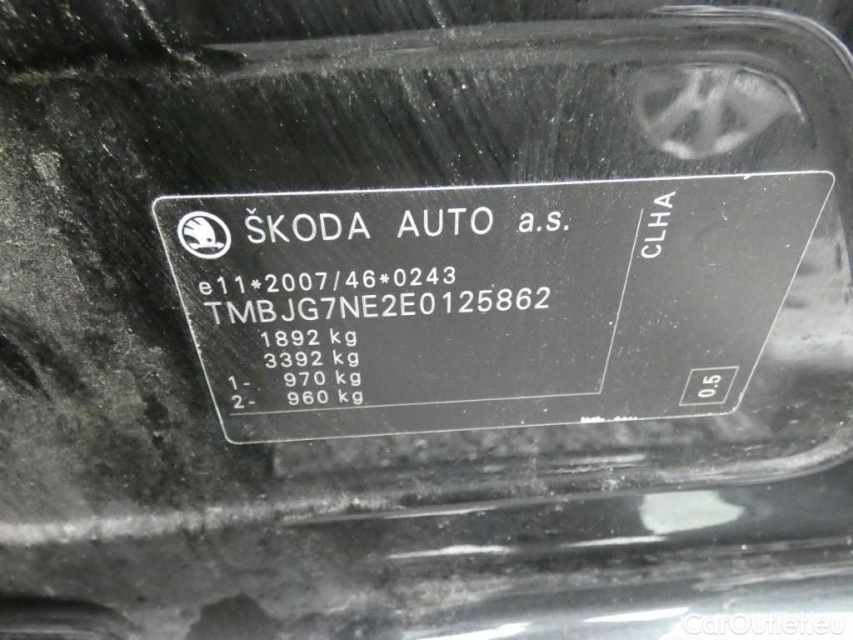 ŠKODA AUTO a.s.
CLHA
e11*2007/46*0243
TMBJG7NE2E0125862
1892 kg
3392 kg
1- 970 kg
2- 960 kg
0.5
CarOutlet.eu